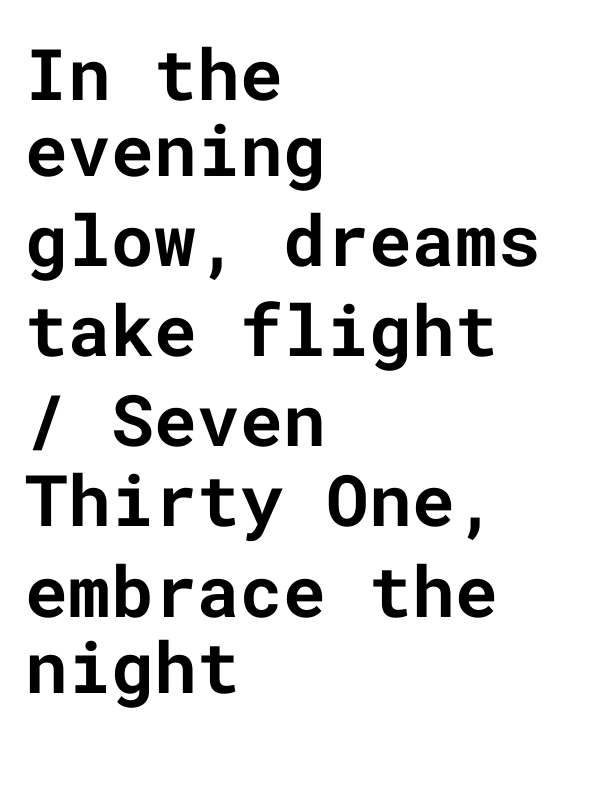 In the
evening
glow, dreams
take flight
/ Seven
Thirty One,
embrace the
night